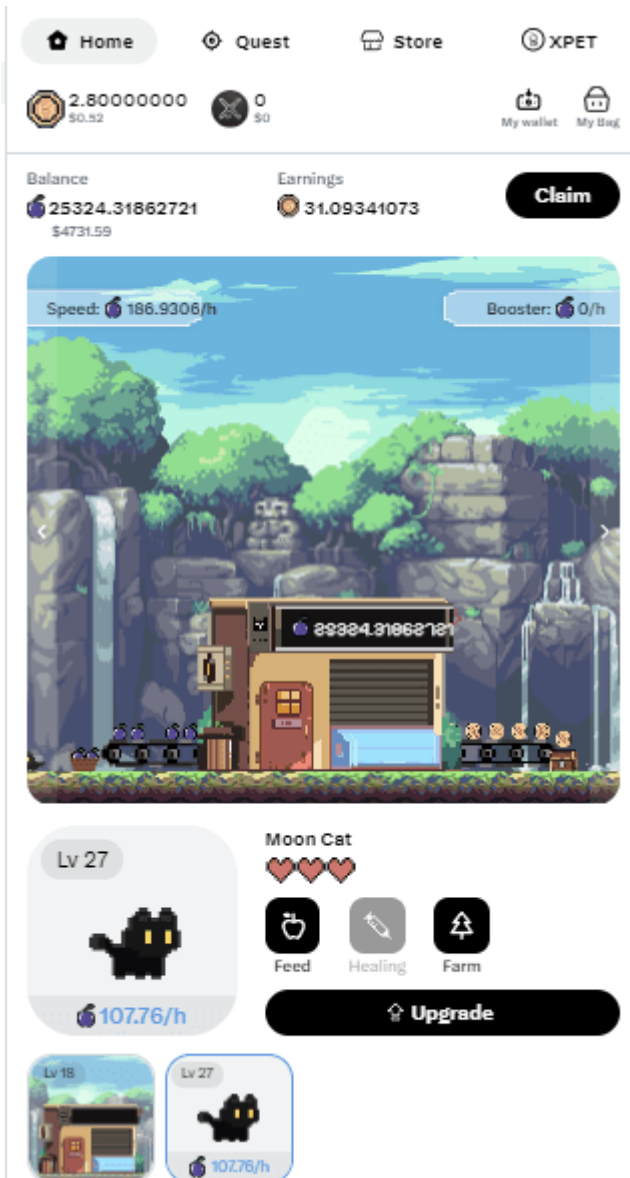 Home Quest Store XPET
2.80000000 0
$0.52 $0
My wallet My Bag
Balance Earnings
25324.31862721 31.09341073 Claim
$4731.59
Speed: 186.9306/h Booster: 0/h
25324.31862721
Lv 27
Moon Cat
Feed Healing Farm
107.76/h
Upgrade
Lv 18 Lv 27
107.76/h